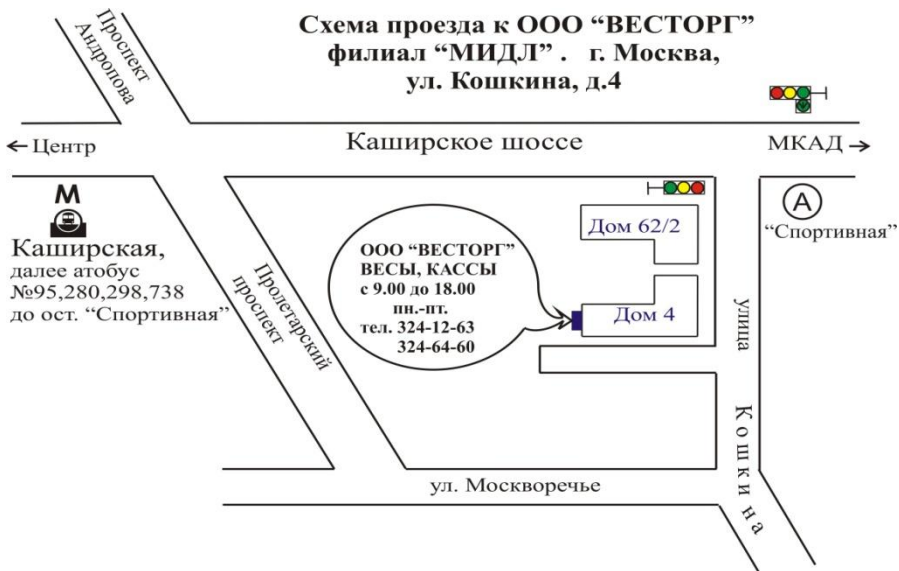 Схема проезда к ООО “ВЕСТОРГ”
филиал “МИДЛ” . г. Москва,
ул. Кошкина, д.4
Проспект
Андропова
← Центр
Каширское шоссе
МКАД →
М
Каширская,
далее атобус
№95,280,298,738
до ост. “Спортивная”
Пролетарский
проспект
ООО “ВЕСТОРГ”
ВЕСЫ, КАССЫ
с 9.00 до 18.00
пн.-пт.
тел. 324-12-63
324-64-60
Дом 62/2
Дом 4
А
“Спортивная”
улица Кошкина
ул. Москворечье